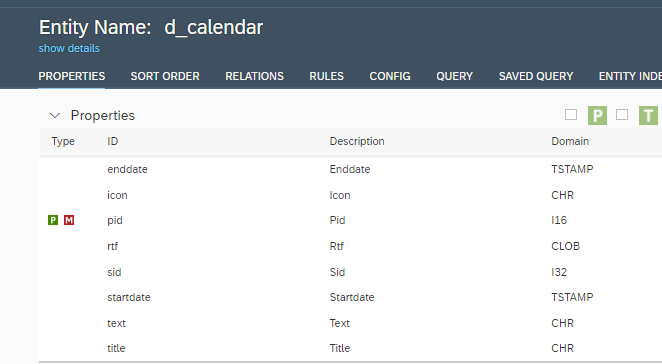 Entity Name: d_calendar
show details
PROPERTIES SORT ORDER RELATIONS RULES CONFIG QUERY SAVED QUERY ENTITY INDE
Properties P T
Type ID Description Domain
enddate Enddate TSTAMP
icon Icon CHR
P M pid Pid I16
rtf Rtf CLOB
sid Sid I32
startdate Startdate TSTAMP
text Text CHR
title Title CHR